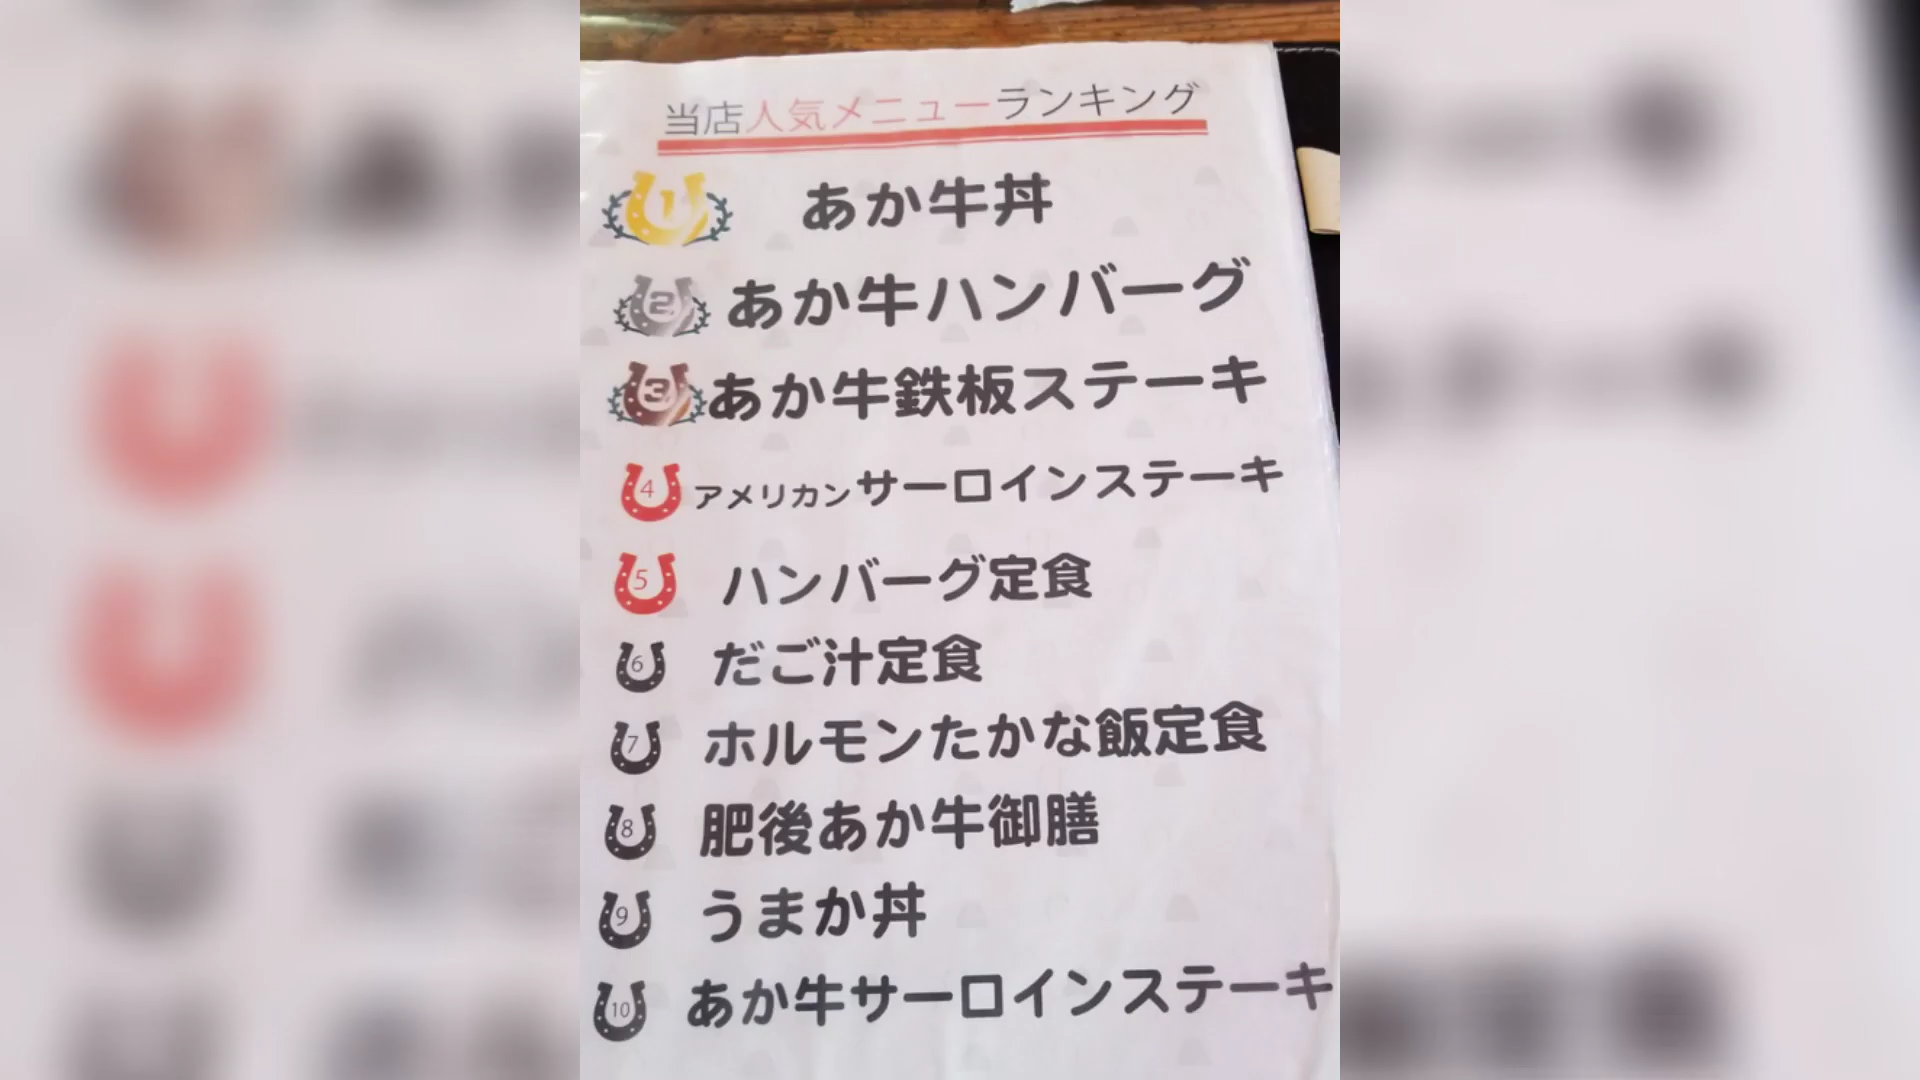 当店人気メニューランキング
1 あか牛丼
2 あか牛ハンバーグ
3 あか牛鉄板ステーキ
4 アメリカンサーロインステーキ
5 ハンバーグ定食
6 だご汁定食
7 ホルモンたかな飯定食
8 肥後あか牛御膳
9 うまか丼
10 あか牛サーロインステーキ